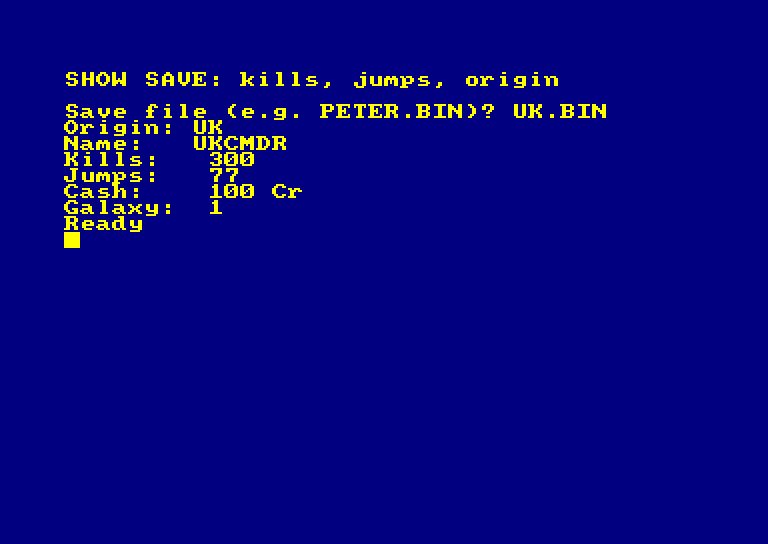 SHOW SAVE: kills, jumps, origin
Save file (e.g. PETER.BIN)? UK.BIN
Origin: UK
Name:   UKCMDR
Kills:   300
Jumps:   77
Cash:    100 Cr
Galaxy:  1
Ready